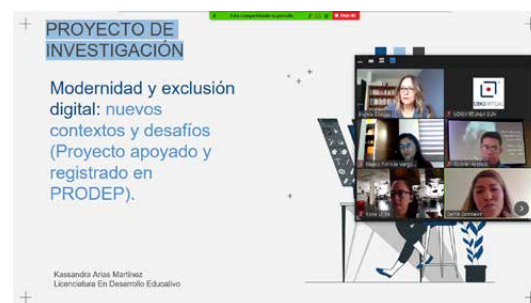 PROYECTO DE
INVESTIGACIÓN
Modernidad y exclusión
digital: nuevos
contextos y desafíos
(Proyecto apoyado y
registrado en
PRODEP).
Kassandra Arias Martínez
Licenciatura En Desarrollo Educativo